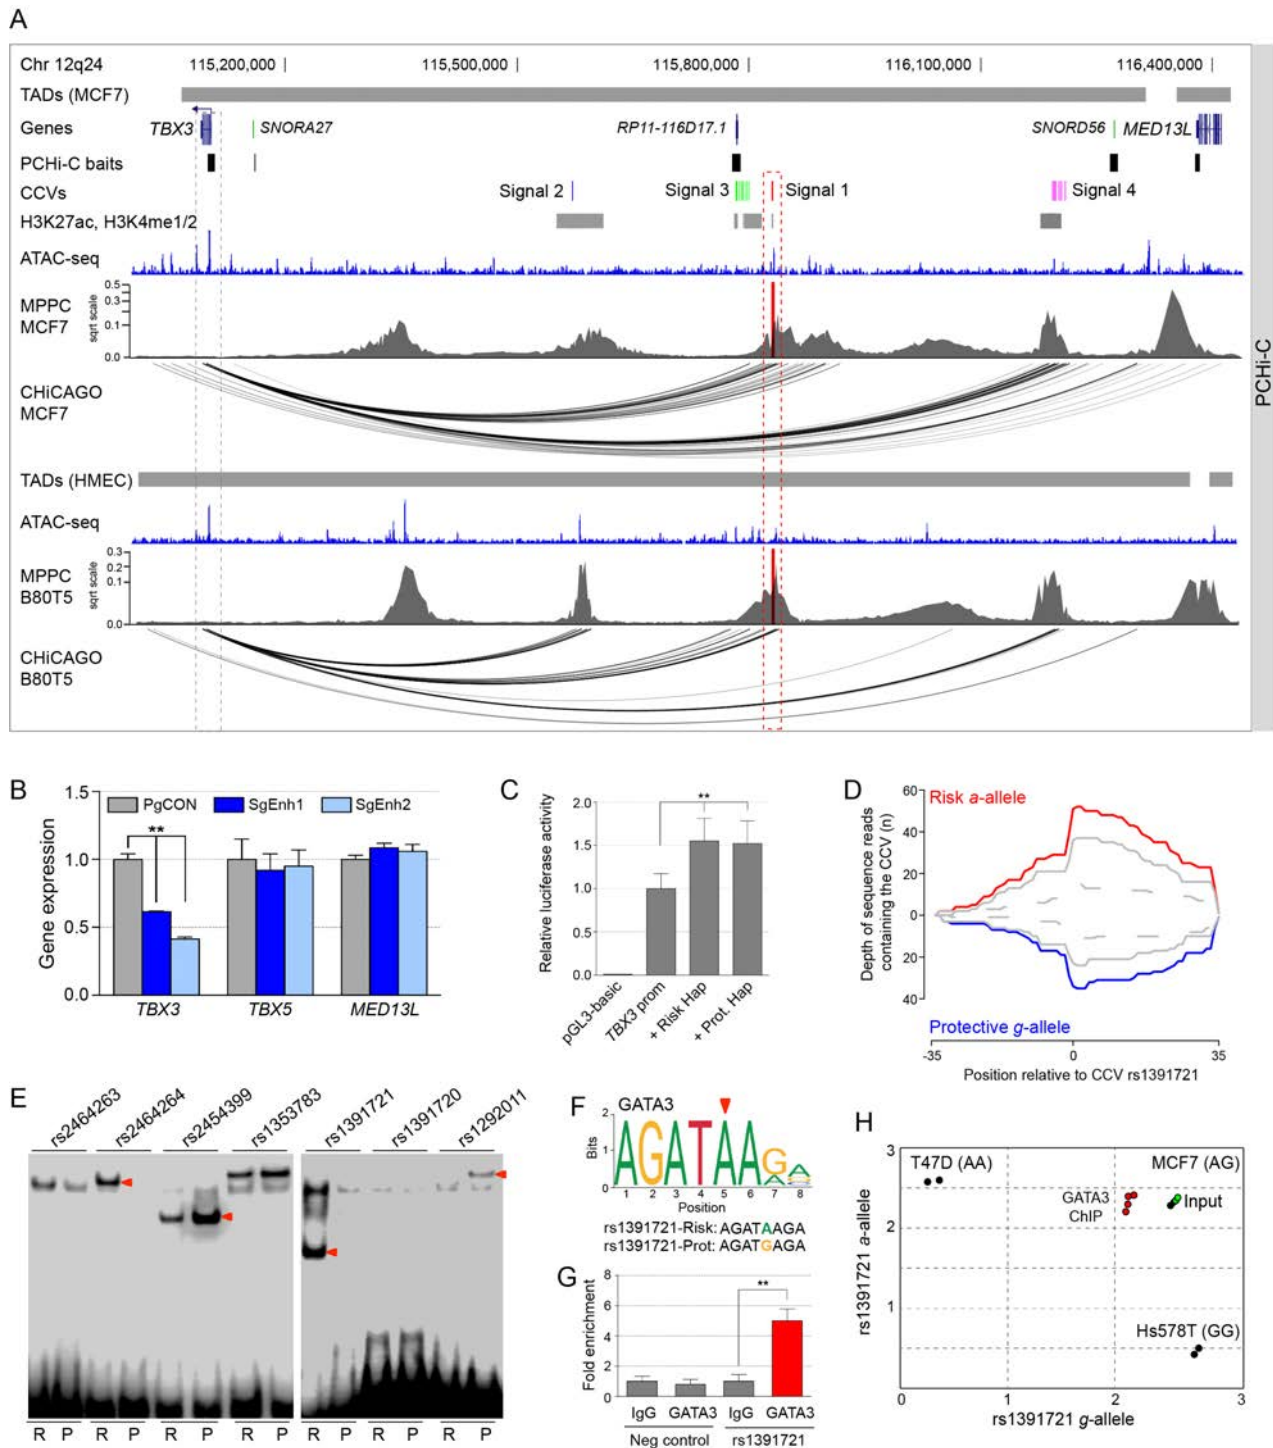 A
Chr 12q24 115,200,000 115,500,000 115,800,000 116,100,000 116,400,000
TADs (MCF7)
Genes TBX3 SNORA27 RP11-116D17.1 SNORD56 MED13L
PCHi-C baits
CCVs Signal 2 Signal 3 Signal 1 Signal 4
H3K27ac, H3K4me1/2
ATAC-seq
MPPC
MCF7
sqrt scale
0.5
0.3
0.1
0.0
CHiCAGO
MCF7
TADs (HMEC)
ATAC-seq
MPPC
B80T5
sqrt scale
0.3
0.2
0.1
0.0
CHiCAGO
B80T5
PCHi-C
B
Gene expression
1.5
1.0
0.5
0.0
PgCON SgEnh1 SgEnh2
**
TBX3 TBX5 MED13L
C
Relative luciferase activity
2.0
1.5
1.0
0.5
0.0
**
pGL3-basic
TBX3 prom
+ Risk Hap
+ Prot. Hap
D
Depth of sequence reads
containing the CCV (n)
60
40
20
0
20
40
Risk a-allele
Protective g-allele
-35 0 35
Position relative to CCV rs1391721
E
rs2464263
rs2464264
rs2454399
rs1353783
rs1391721
rs1391720
rs1292011
R P R P R P R P R P R P R P
F
GATA3
Bits
2
1
0
AGATAAG
1 2 3 4 5 6 7 8
Position
rs1391721-Risk: AGATAAGA
rs1391721-Prot: AGATGAGA
G
Fold enrichment
8
6
4
2
0
**
IgG GATA3 IgG GATA3
Neg control rs1391721
H
rs1391721 a-allele
3
2
1
0 1 2 3
T47D (AA)
MCF7 (AG)
GATA3
ChIP
Input
Hs578T (GG)
rs1391721 g-allele